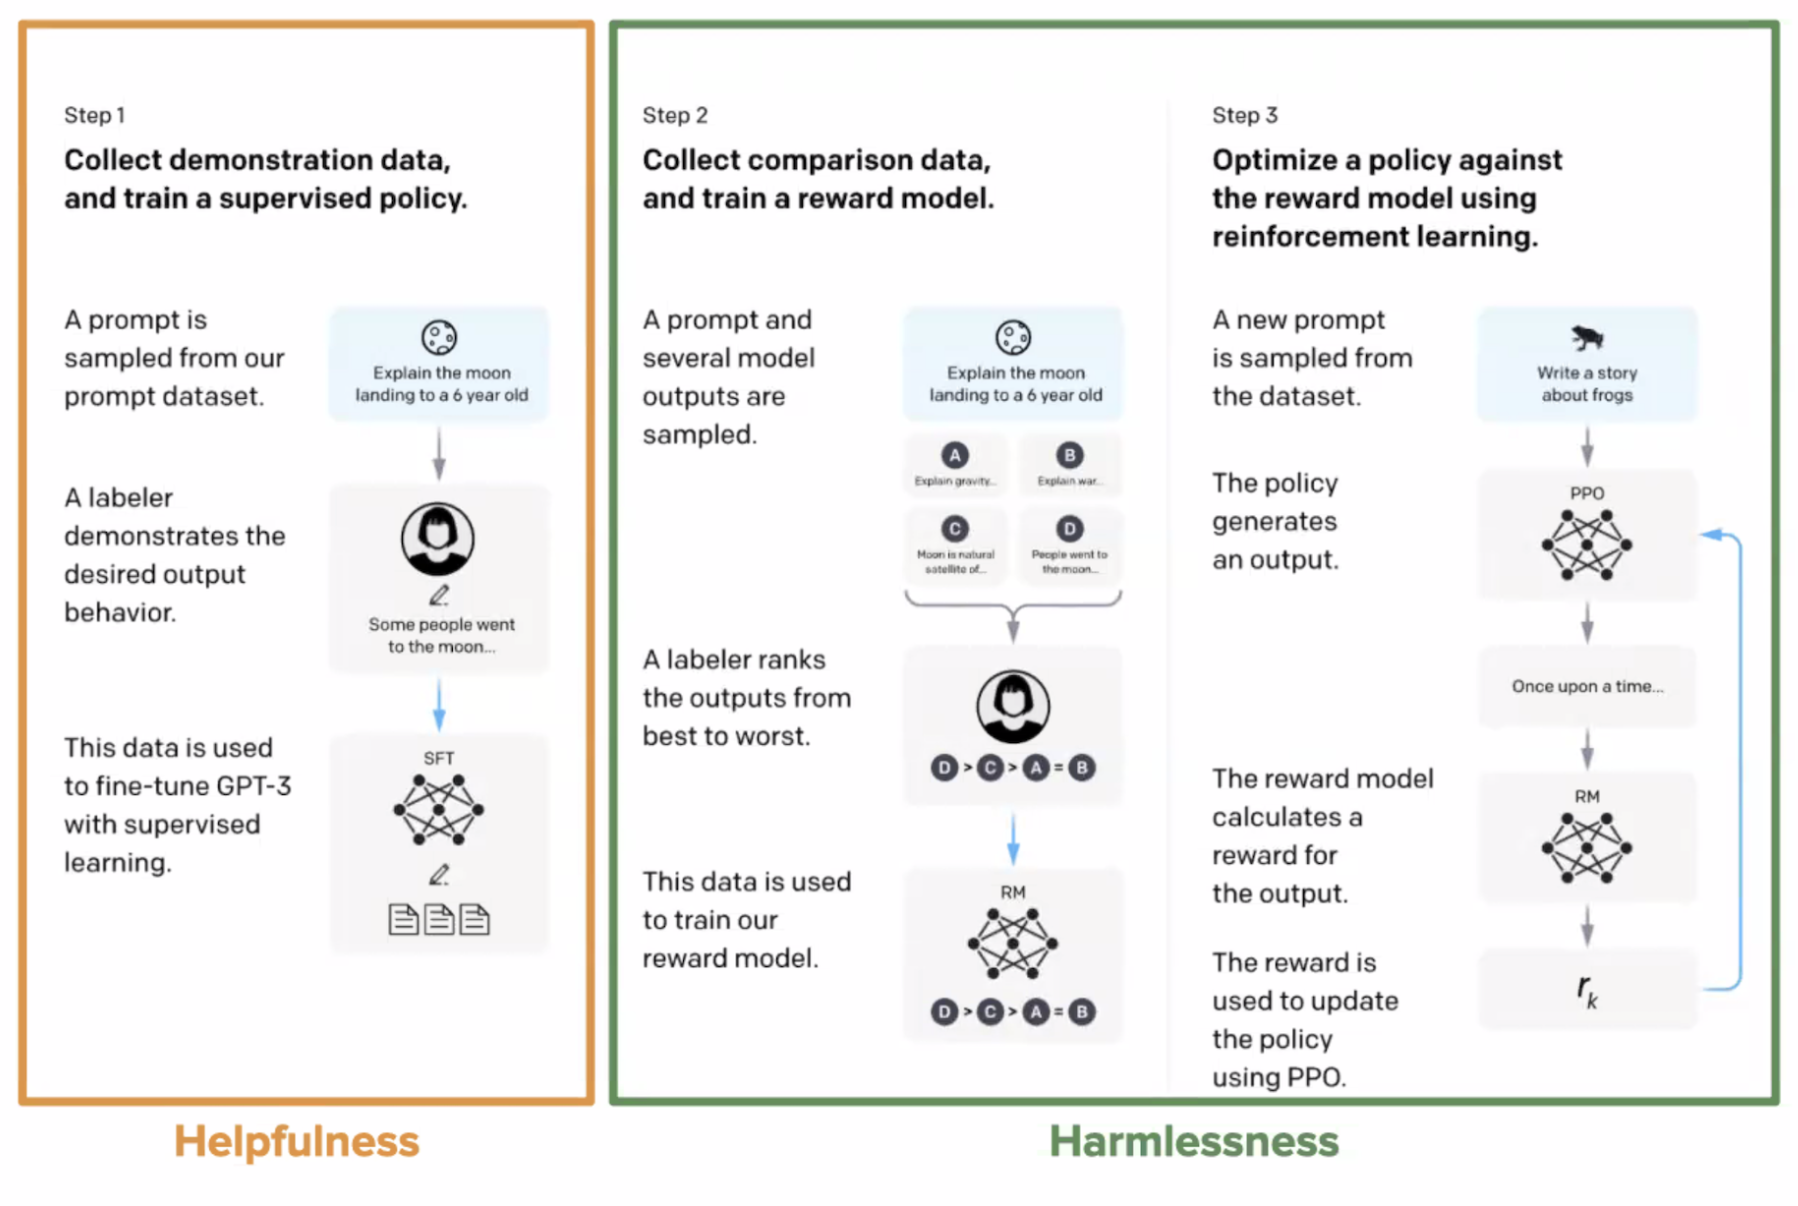 Step 1
Collect demonstration data,
and train a supervised policy.
A prompt is
sampled from our
prompt dataset.
Explain the moon
landing to a 6 year old
A labeler
demonstrates the
desired output
behavior.
Some people went
to the moon...
This data is used
to fine-tune GPT-3
with supervised
learning.
SFT
Helpfulness
Step 2
Collect comparison data,
and train a reward model.
A prompt and
several model
outputs are
sampled.
Explain the moon
landing to a 6 year old
A
Explain gravity...
B
Explain war...
C
Moon is natural
satellite of...
D
People went to
the moon...
A labeler ranks
the outputs from
best to worst.
D > C > A = B
This data is used
to train our
reward model.
RM
D > C > A = B
Step 3
Optimize a policy against
the reward model using
reinforcement learning.
A new prompt
is sampled from
the dataset.
Write a story
about frogs
The policy
generates
an output.
PPO
Once upon a time...
The reward model
calculates a
reward for
the output.
RM
The reward is
used to update
the policy
using PPO.
rₖ
Harmlessness